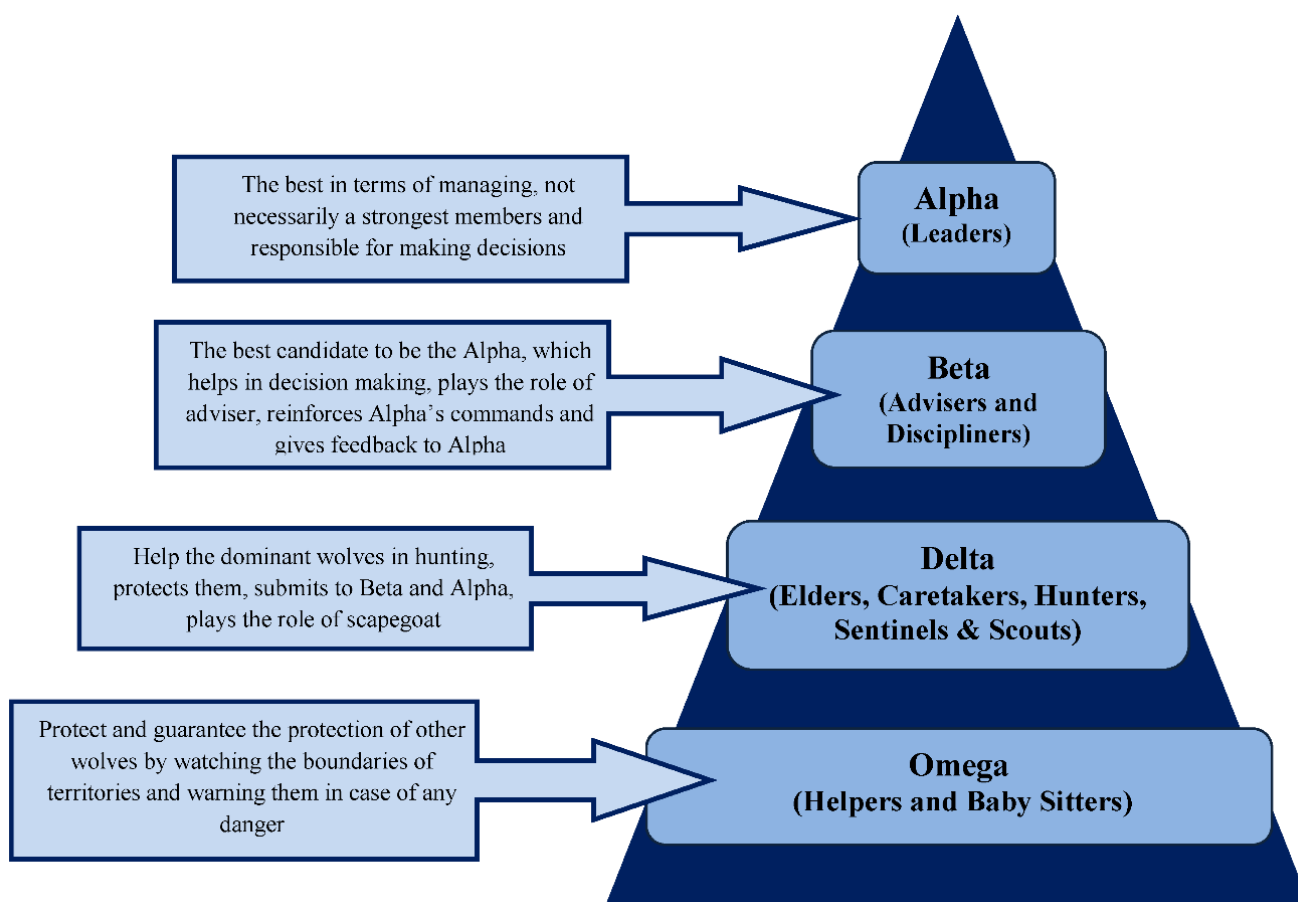 The best in terms of managing, not
necessarily a strongest members and
responsible for making decisions
Alpha
(Leaders)
The best candidate to be the Alpha, which
helps in decision making, plays the role of
adviser, reinforces Alpha’s commands and
gives feedback to Alpha
Beta
(Advisers and
Discipliners)
Help the dominant wolves in hunting,
protects them, submits to Beta and Alpha,
plays the role of scapegoat
Delta
(Elders, Caretakers, Hunters,
Sentinels & Scouts)
Protect and guarantee the protection of other
wolves by watching the boundaries of
territories and warning them in case of any
danger
Omega
(Helpers and Baby Sitters)